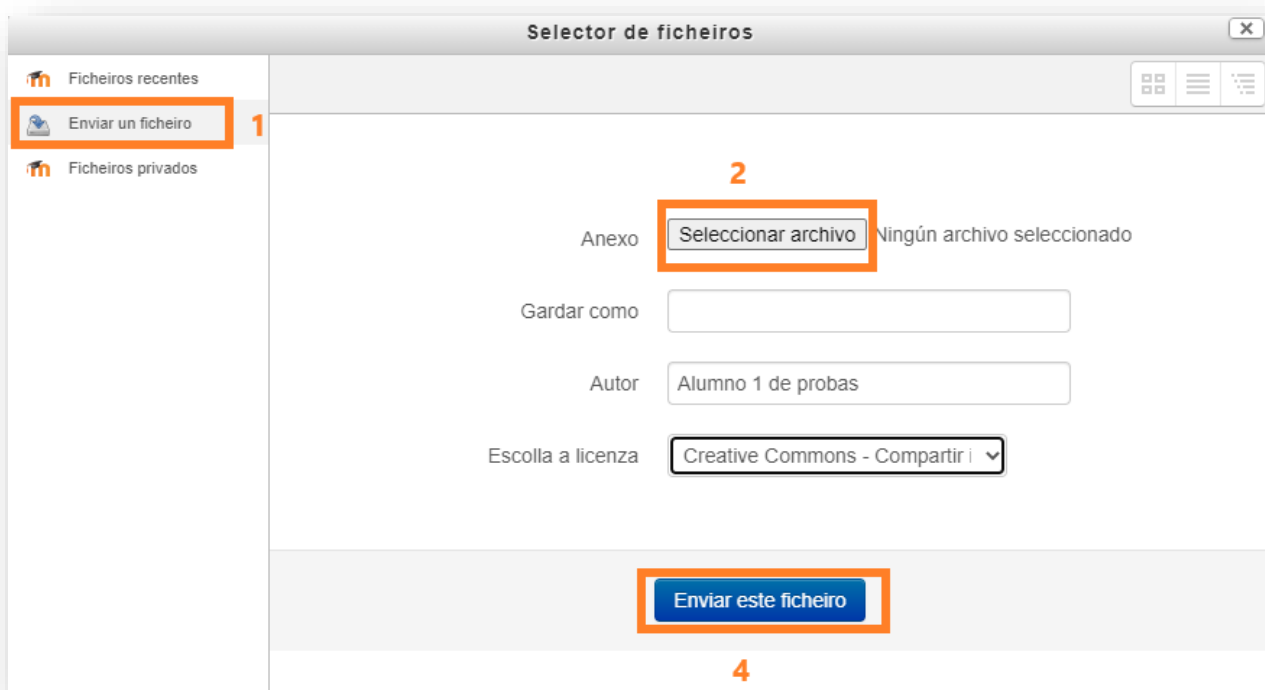 Selector de ficheiros
Ficheiros recentes
Enviar un ficheiro 1
Ficheiros privados
2
Anexo Seleccionar archivo Ningún archivo seleccionado
Gardar como
Autor Alumno 1 de probas
Escolla a licenza Creative Commons - Compartir i
Enviar este ficheiro
4